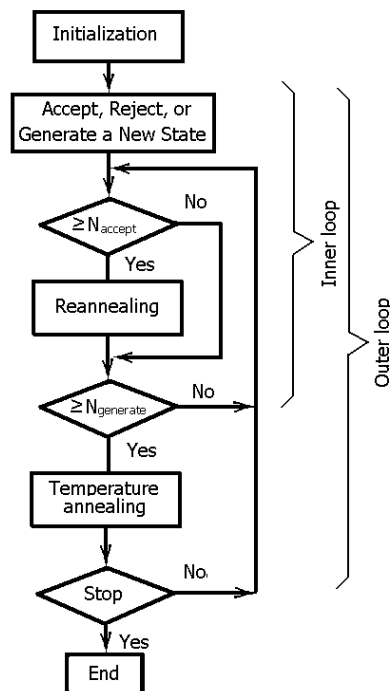 Initialization
Accept, Reject, or
Generate a New State
No
≥Naccept
Yes
Reannealing
No
≥Ngenerate
Yes
Temperature
annealing
No.
Stop
Yes
End
Inner loop
Outer loop